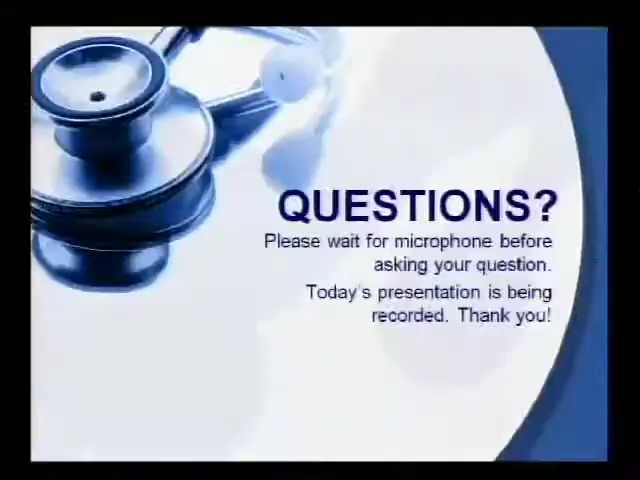 QUESTIONS?
Please wait for microphone before
asking your question.
Today's presentation is being
recorded. Thank you!